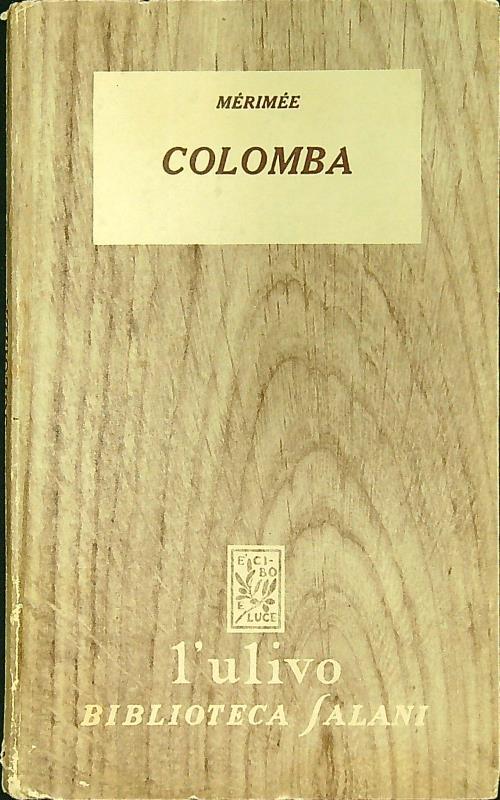 MÉRIMÉE
COLOMBA
È CI-
BO
E LUCE
l'ulivo
BIBLIOTECA SALANI